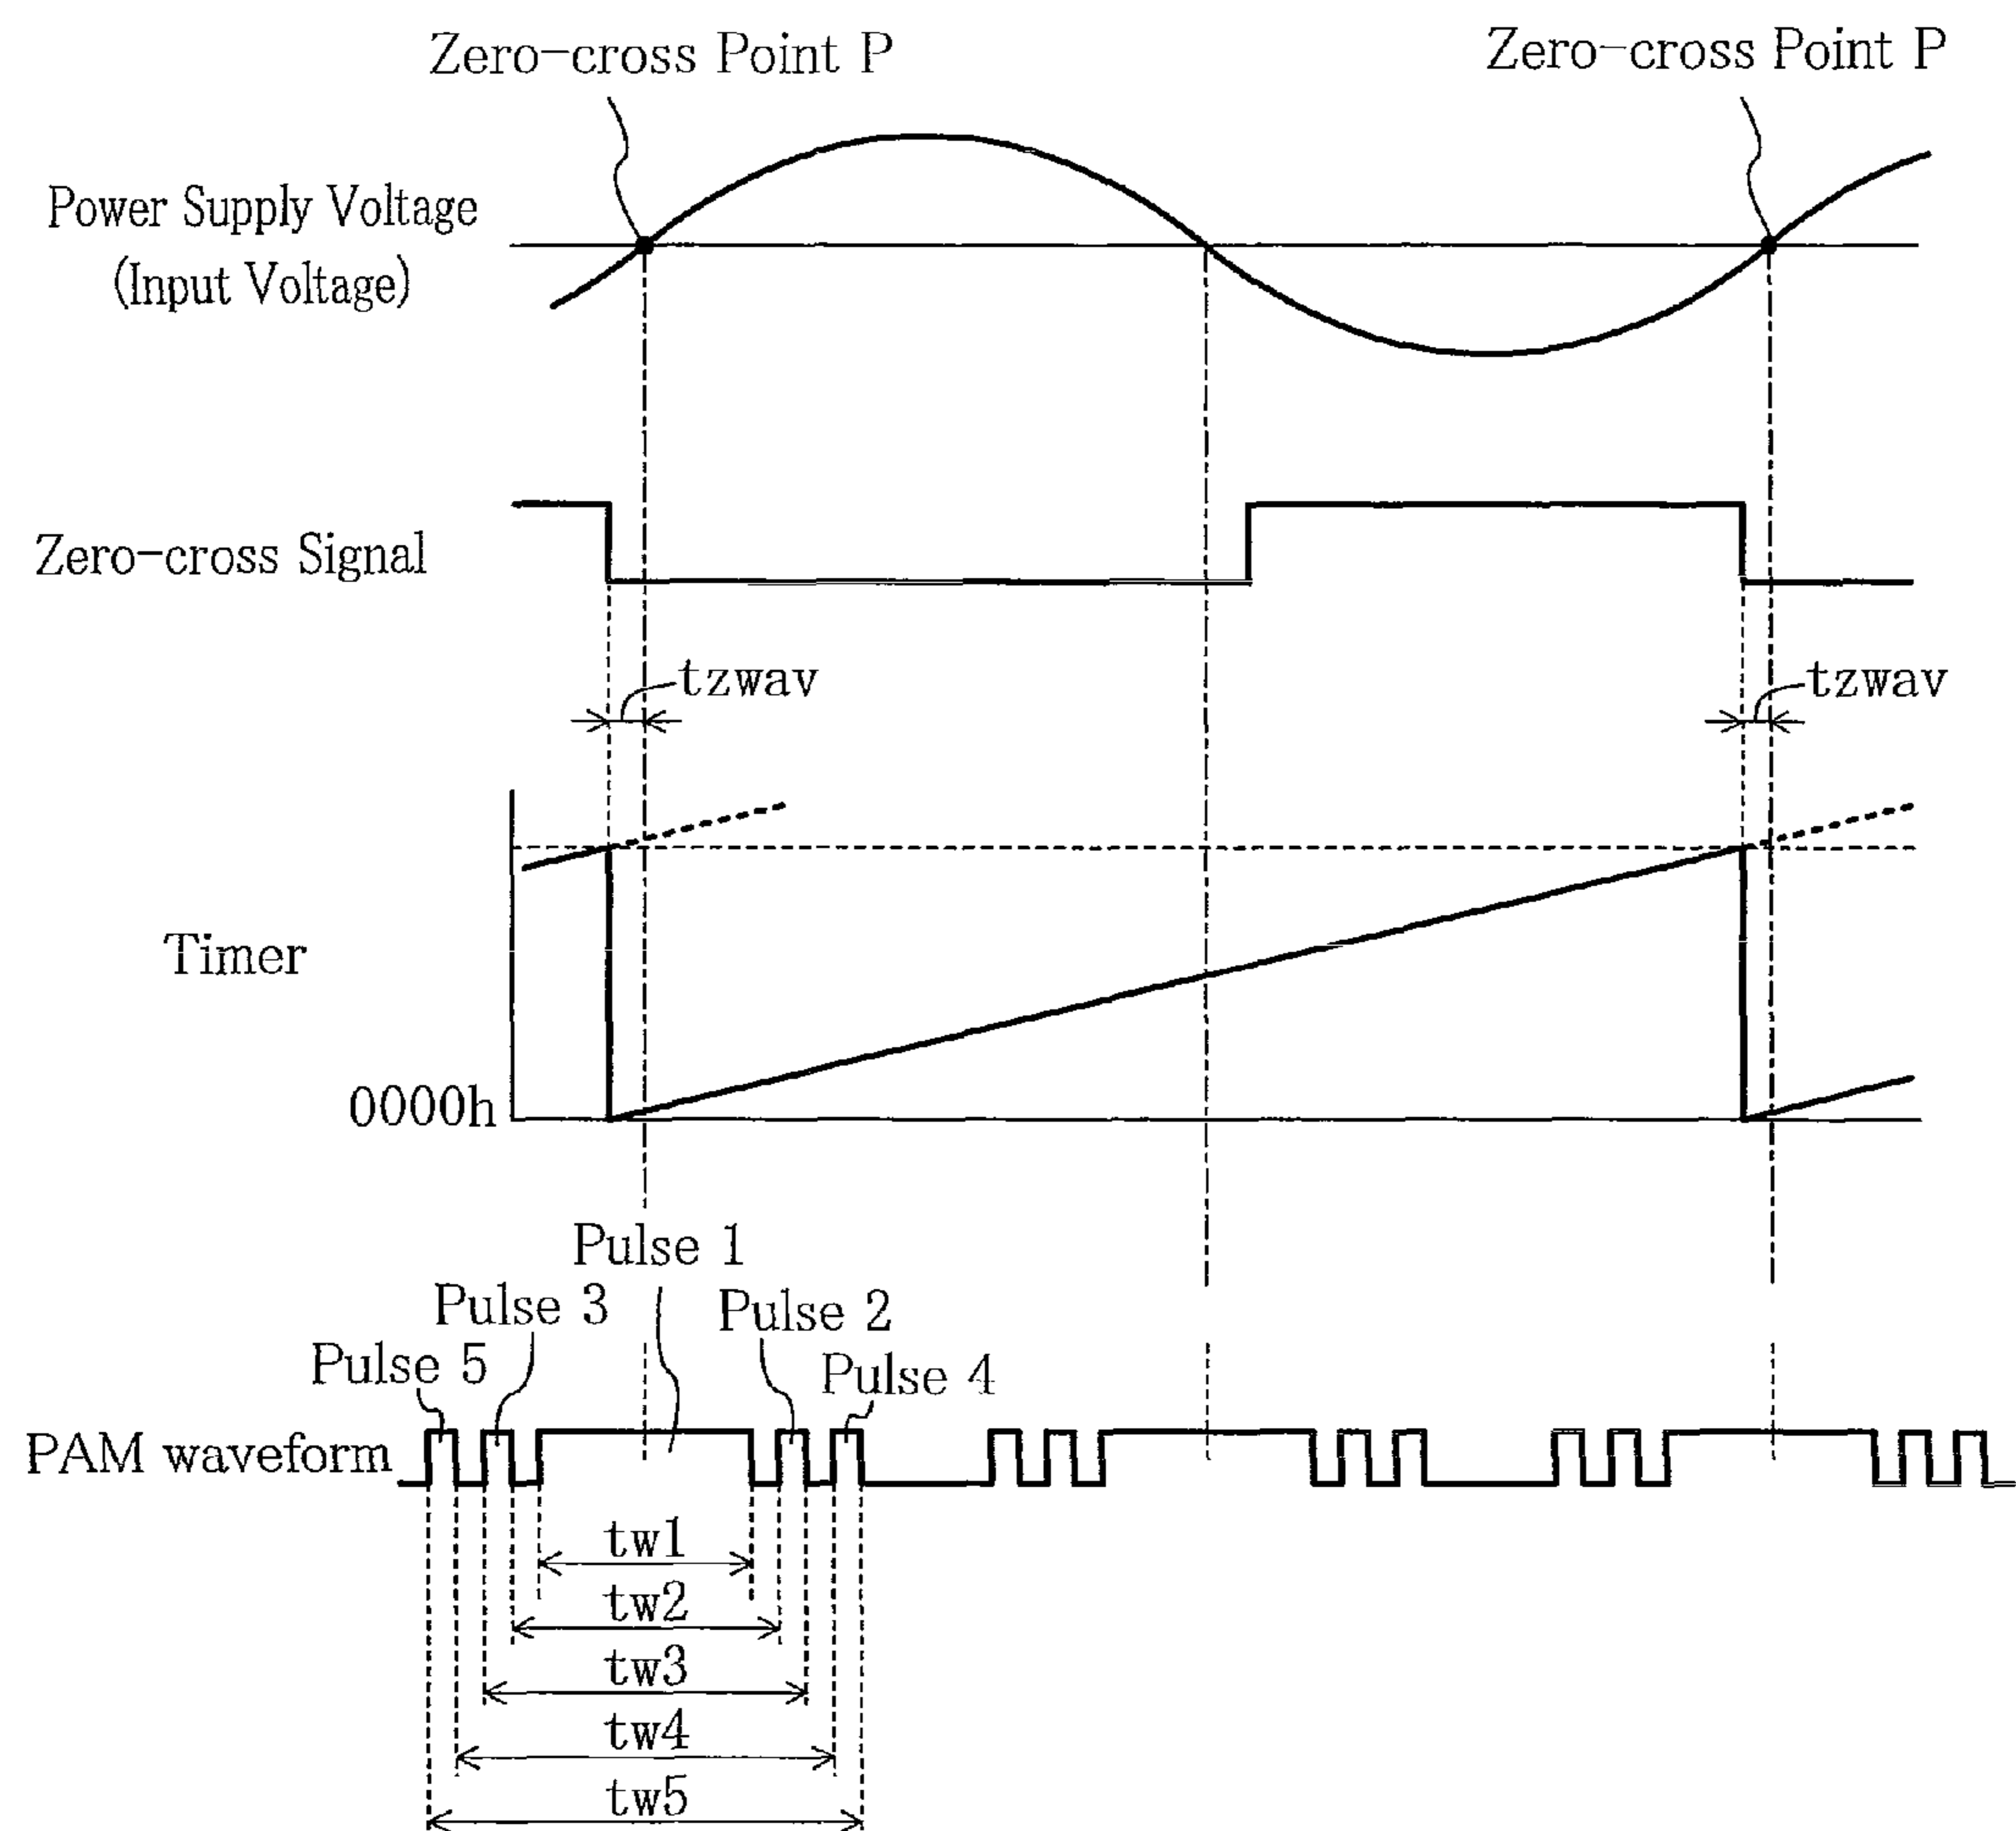 Zero-cross Point P
Zero-cross Point P
Power Supply Voltage
(Input Voltage)
Zero-cross Signal
tzwav
tzwav
Timer
0000h
Pulse 1
Pulse 3
Pulse 2
Pulse 5
Pulse 4
PAM waveform
tw1
tw2
tw3
tw4
tw5